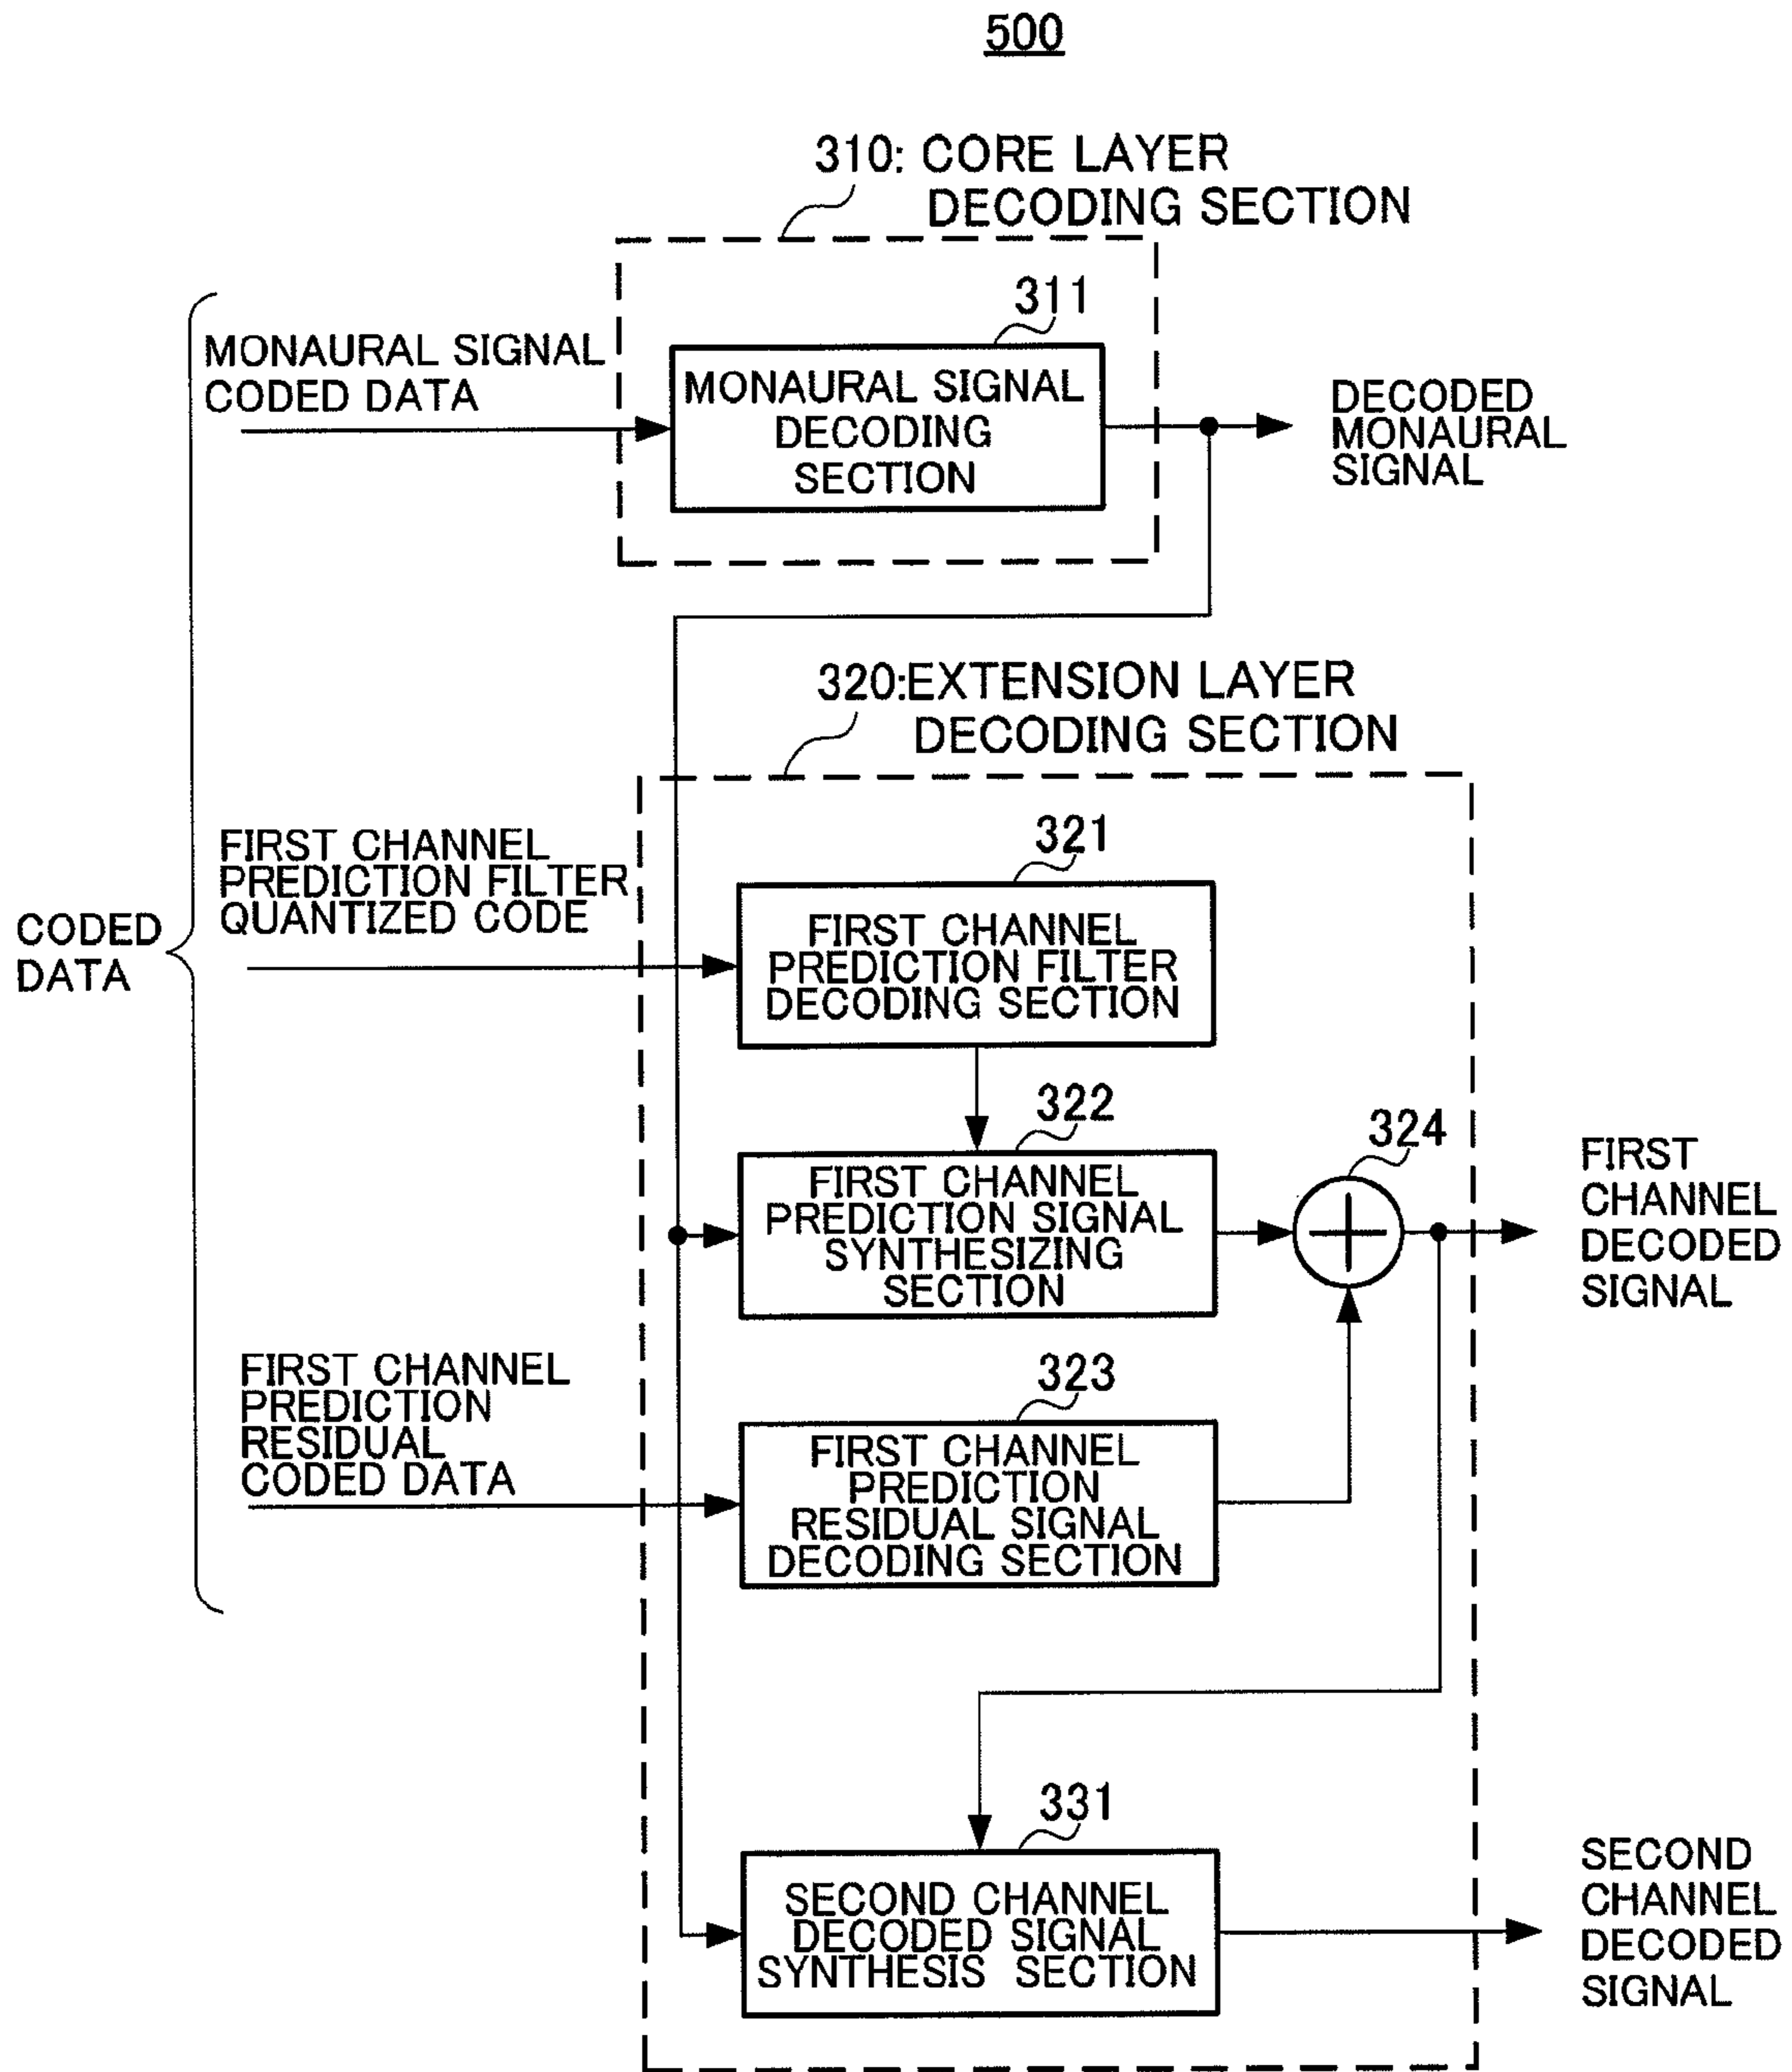 500
310: CORE LAYER
DECODING SECTION
311
MONAURAL SIGNAL
CODED DATA
MONAURAL SIGNAL
DECODING
SECTION
DECODED
MONAURAL
SIGNAL
320:EXTENSION LAYER
DECODING SECTION
CODED
DATA
FIRST CHANNEL
PREDICTION FILTER
QUANTIZED CODE
321
FIRST CHANNEL
PREDICTION FILTER
DECODING SECTION
322
FIRST CHANNEL
PREDICTION SIGNAL
SYNTHESIZING
SECTION
324
FIRST
CHANNEL
DECODED
SIGNAL
FIRST CHANNEL
PREDICTION
RESIDUAL
CODED DATA
323
FIRST CHANNEL
PREDICTION
RESIDUAL SIGNAL
DECODING SECTION
331
SECOND CHANNEL
DECODED SIGNAL
SYNTHESIS SECTION
SECOND
CHANNEL
DECODED
SIGNAL